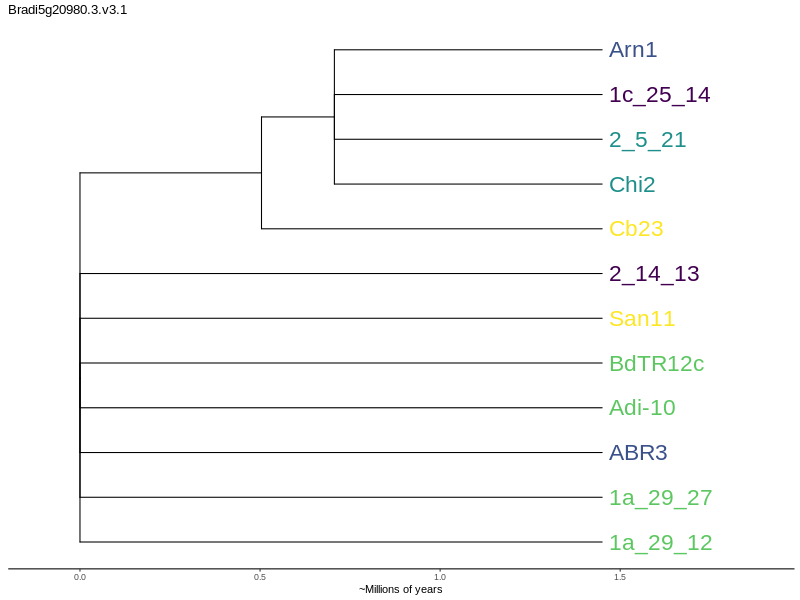 Bradi5g20980.3.v3.1
Arn1
1c_25_14
2_5_21
Chi2
Cb23
2_14_13
San11
BdTR12c
Adi-10
ABR3
1a_29_27
1a_29_12
0.0 0.5 1.0 1.5
~Millions of years